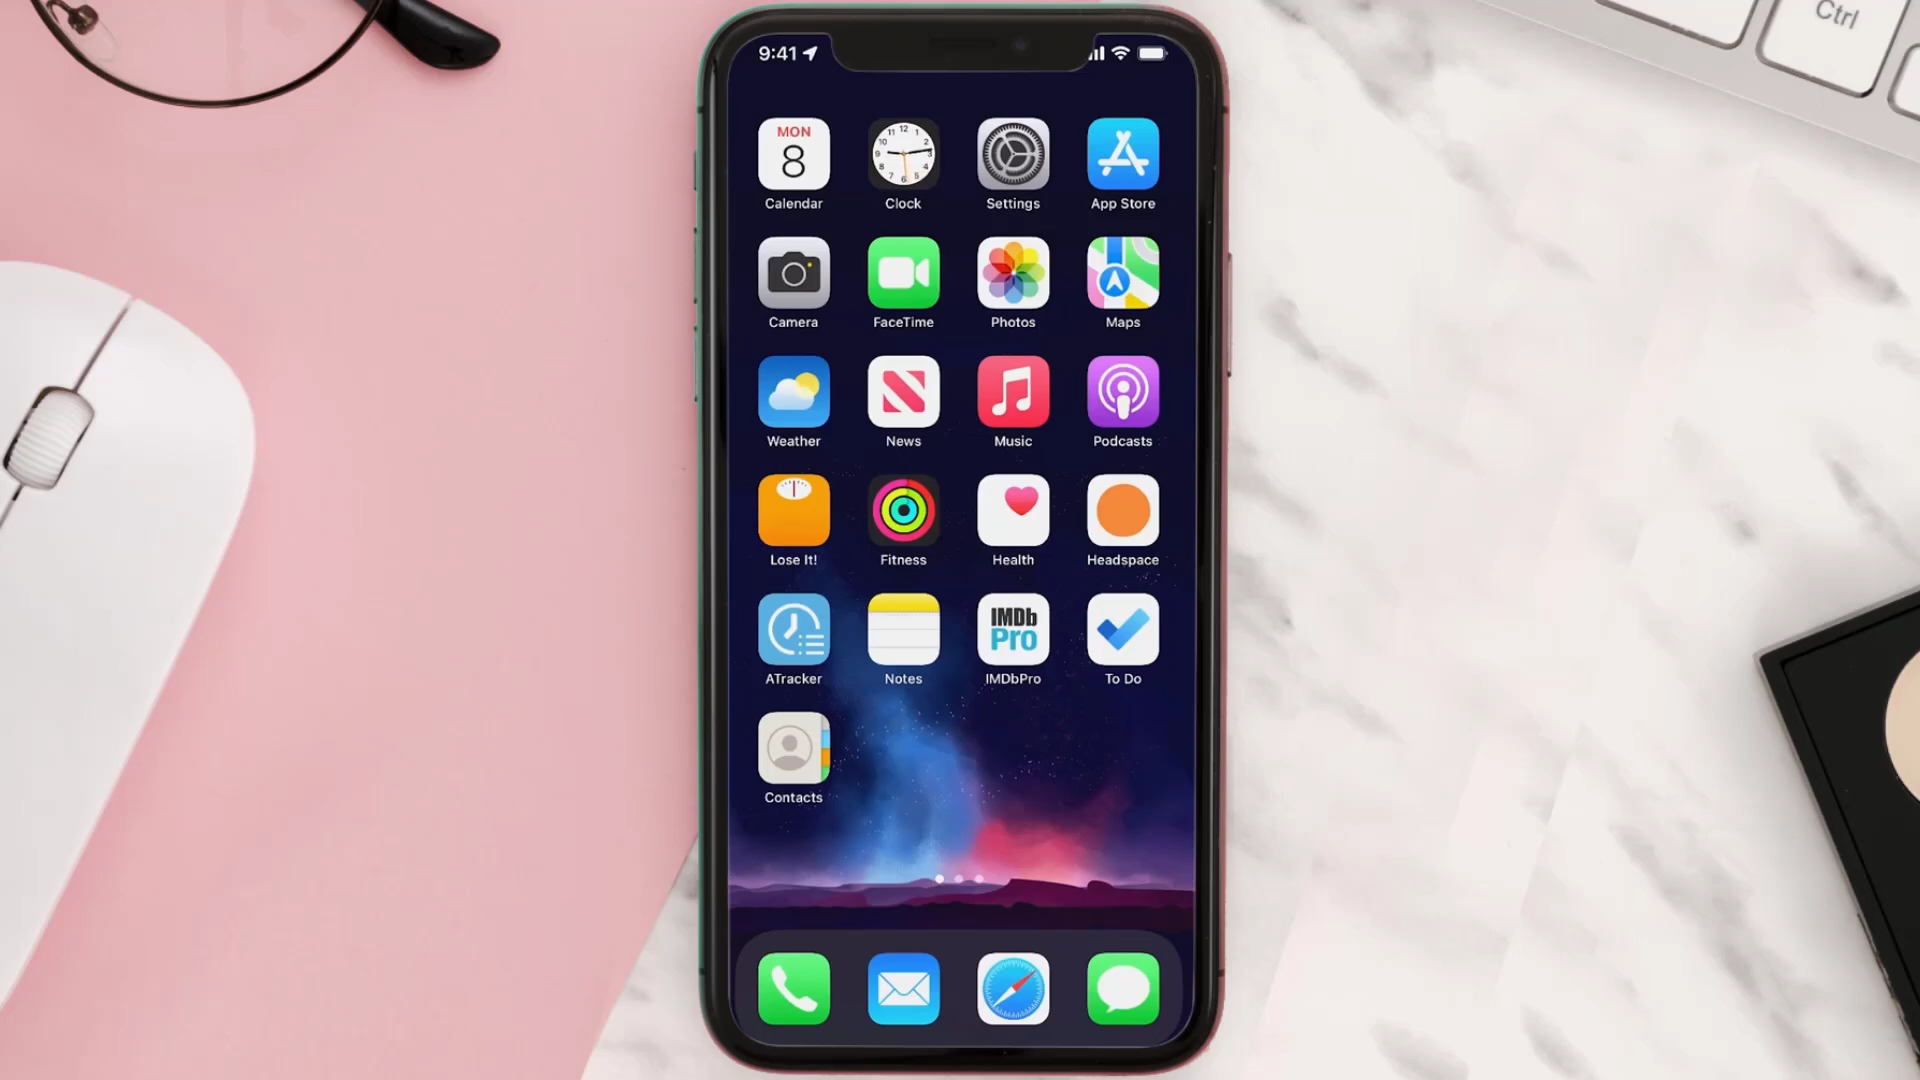 Ctrl
9:41
MON
8
12
Calendar Clock Settings App Store
Camera FaceTime Photos Maps
Weather News Music Podcasts
Lose It! Fitness Health Headspace
IMDb
Pro
ATracker Notes IMDbPro To Do
Contacts